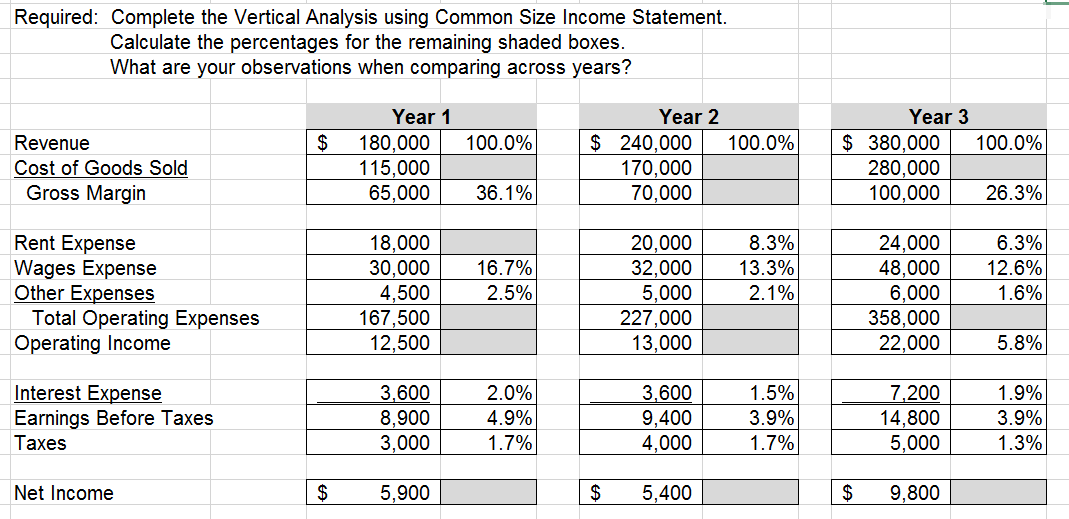 Required: Complete the Vertical Analysis using Common Size Income Statement.
Calculate the percentages for the remaining shaded boxes.
What are your observations when comparing across years?
Year 1 Year 2 Year 3
Revenue $ 180,000 100.0% $ 240,000 100.0% $ 380,000 100.0%
Cost of Goods Sold 115,000 170,000 280,000
Gross Margin 65,000 36.1% 70,000 100,000 26.3%
Rent Expense 18,000 20,000 8.3% 24,000 6.3%
Wages Expense 30,000 16.7% 32,000 13.3% 48,000 12.6%
Other Expenses 4,500 2.5% 5,000 2.1% 6,000 1.6%
Total Operating Expenses 167,500 227,000 358,000
Operating Income 12,500 13,000 22,000 5.8%
Interest Expense 3,600 2.0% 3,600 1.5% 7,200 1.9%
Earnings Before Taxes 8,900 4.9% 9,400 3.9% 14,800 3.9%
Taxes 3,000 1.7% 4,000 1.7% 5,000 1.3%
Net Income $ 5,900 $ 5,400 $ 9,800